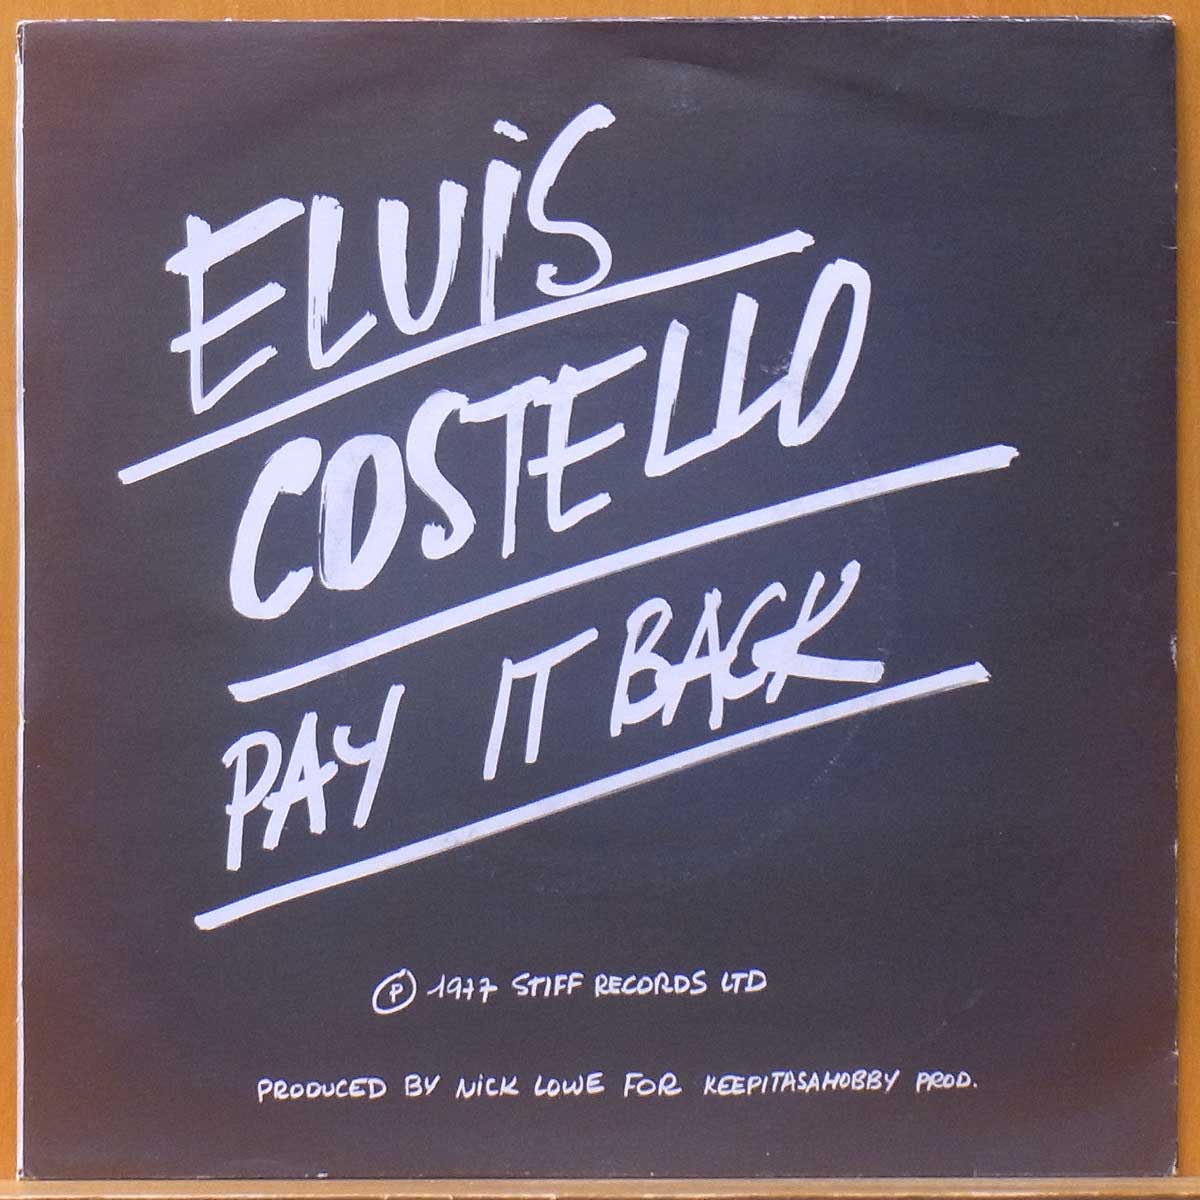 ELViS
COSTELLO
PAY IT BACK
Ⓟ 1977 STIFF RECORDS LTD
PRODUCED BY NICK LOWE FOR KEEPITASAHOBBY PROD.